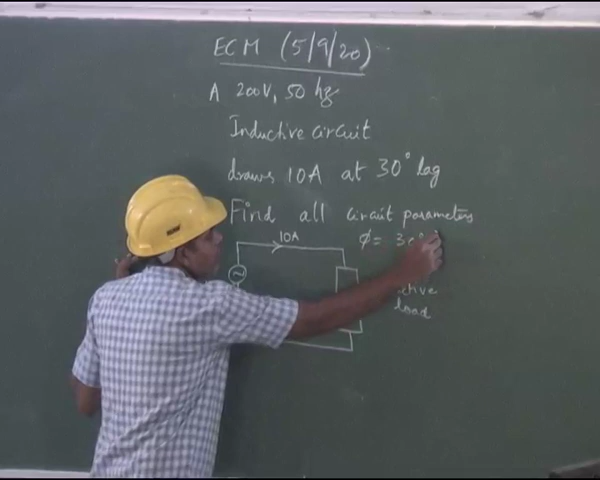 ECM (5/9/20)
A 200V, 50 hz
Inductive circuit
draws 10A at 30° lag
Find all circuit parameters
10A
φ = 30°
load